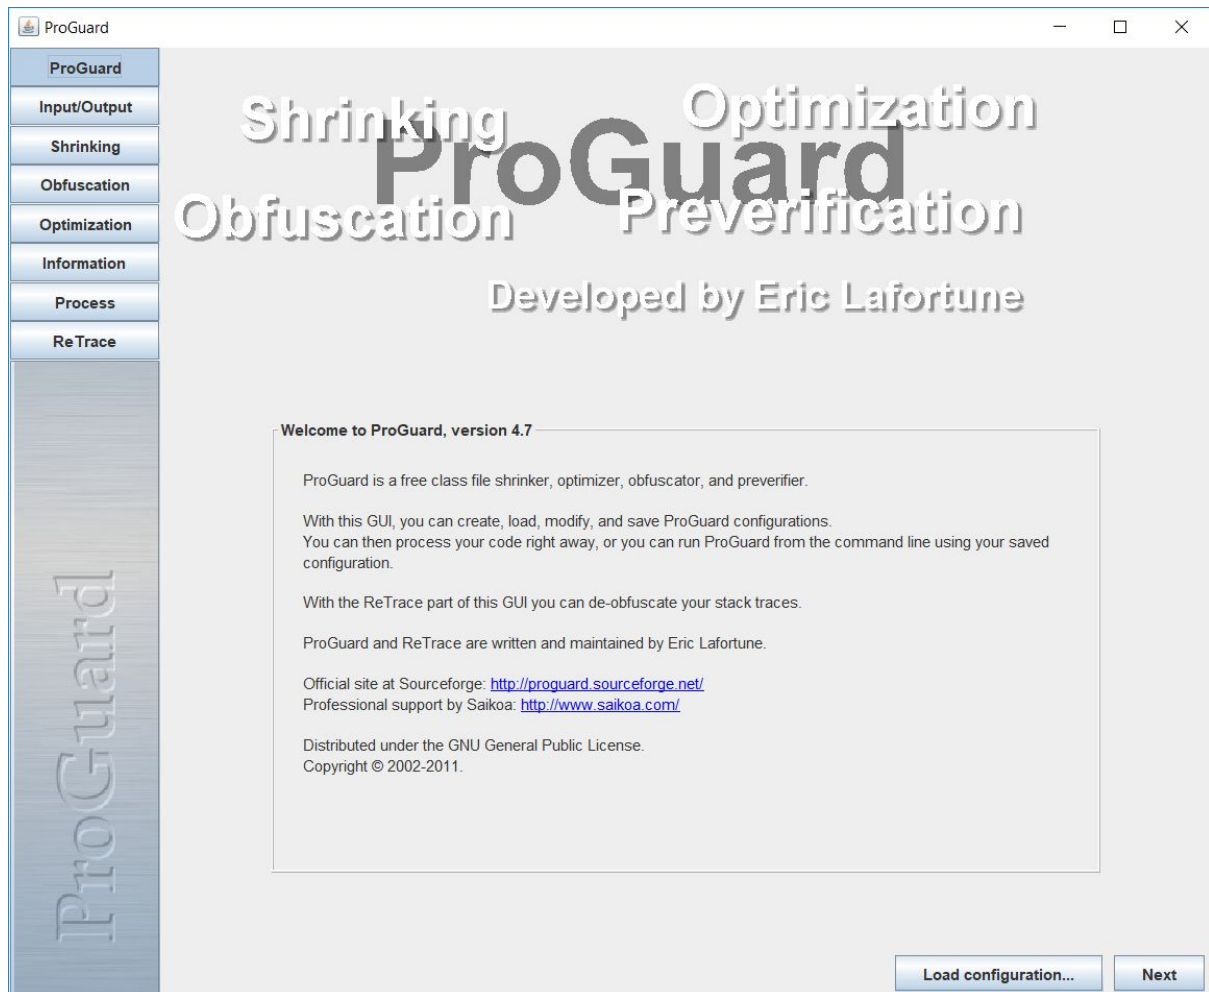 ProGuard
ProGuard
Input/Output
Shrinking
Obfuscation
Optimization
Information
Process
ReTrace
ProGuard
Shrinking
Optimization
ProGuard
Obfuscation
Preverification
Developed by Eric Lafortune
Welcome to ProGuard, version 4.7
ProGuard is a free class file shrinker, optimizer, obfuscator, and preverifier.
With this GUI, you can create, load, modify, and save ProGuard configurations.
You can then process your code right away, or you can run ProGuard from the command line using your saved
configuration.
With the ReTrace part of this GUI you can de-obfuscate your stack traces.
ProGuard and ReTrace are written and maintained by Eric Lafortune.
Official site at Sourceforge: http://proguard.sourceforge.net/
Professional support by Saikoa: http://www.saikoa.com/
Distributed under the GNU General Public License.
Copyright © 2002-2011.
Load configuration...
Next